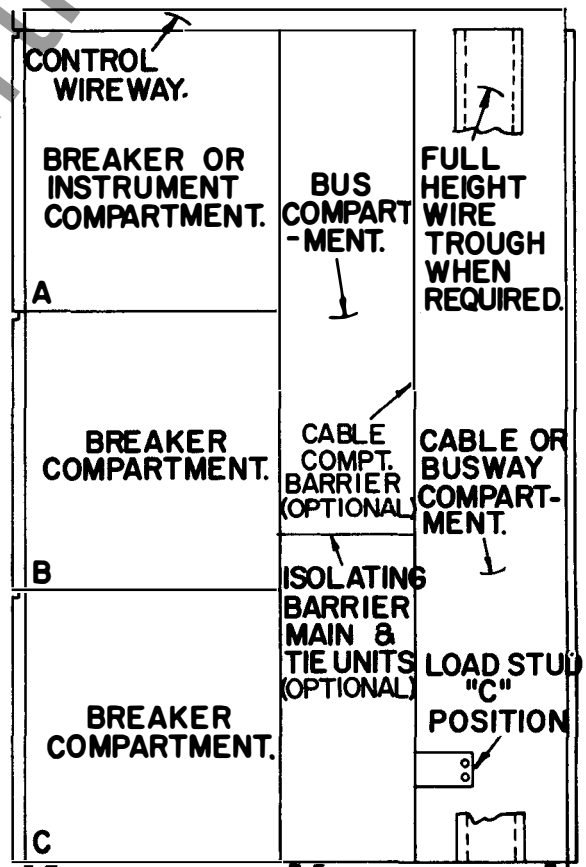 CONTROL
WIREWAY.
BREAKER OR
INSTRUMENT
COMPARTMENT.
A
BUS
COMPART
-MENT.
FULL
HEIGHT
WIRE
TROUGH
WHEN
REQUIRED.
BREAKER
COMPARTMENT.
B
CABLE
COMPT.
BARRIER
(OPTIONAL)
CABLE OR
BUSWAY
COMPART-
MENT.
ISOLATING
BARRIER
MAIN &
TIE UNITS
(OPTIONAL)
LOAD STUD
"C"
POSITION
BREAKER
COMPARTMENT.
C